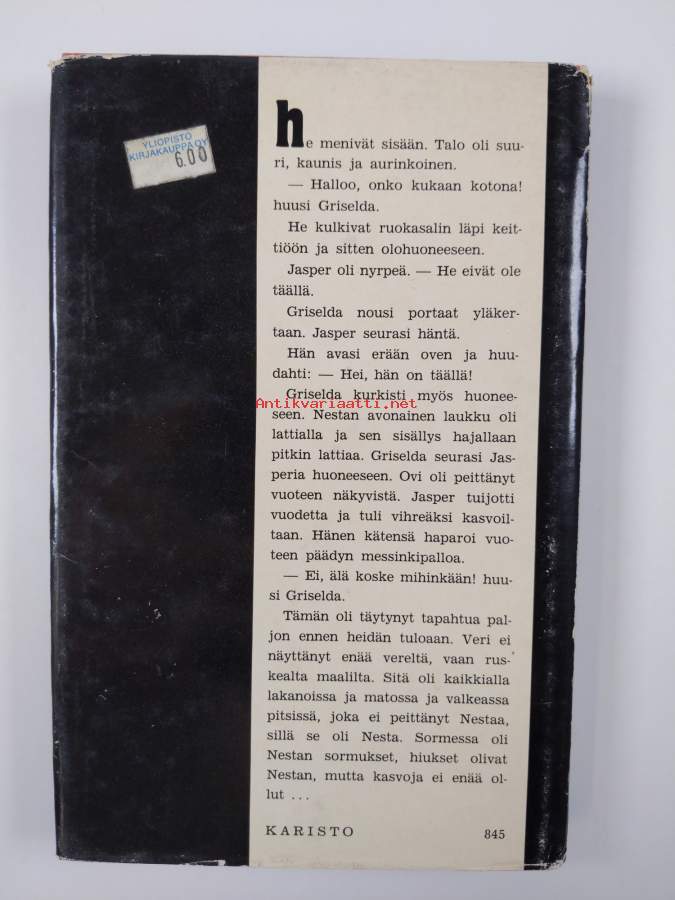 YLIOPISTO
KIRJAKAUPPA OY
6.00
he menivät sisään. Talo oli suu-
ri, kaunis ja aurinkoinen.
— Halloo, onko kukaan kotona!
huusi Griselda.
He kulkivat ruokasalin läpi keit-
tiöön ja sitten olohuoneeseen.
Jasper oli nyrpeä. — He eivät ole
täällä.
Griselda nousi portaat yläker-
taan. Jasper seurasi häntä.
Hän avasi erään oven ja huu-
dahti: — Hei, hän on täällä!
Griselda kurkisti myös huonee-
Antikvariaatti.net
seen. Nestan avonainen laukku oli
lattialla ja sen sisällys hajallaan
pitkin lattiaa. Griselda seurasi Jas-
peria huoneeseen. Ovi oli peittänyt
vuoteen näkyvistä. Jasper tuijotti
vuodetta ja tuli vihreäksi kasvoil-
taan. Hänen kätensä haparoi vuo-
teen päädyn messinkipalloa.
— Ei, älä koske mihinkään! huu-
si Griselda.
Tämän oli täytynyt tapahtua pal-
jon ennen heidän tuloaan. Veri ei
näyttänyt enää vereltä, vaan rus-
kealta maalilta. Sitä oli kaikkialla
lakanoissa ja matossa ja valkeassa
pitsissä, joka ei peittänyt Nestaa,
sillä se oli Nesta. Sormessa oli
Nestan sormukset, hiukset olivat
Nestan, mutta kasvoja ei enää ol-
lut ...
KARISTO 845